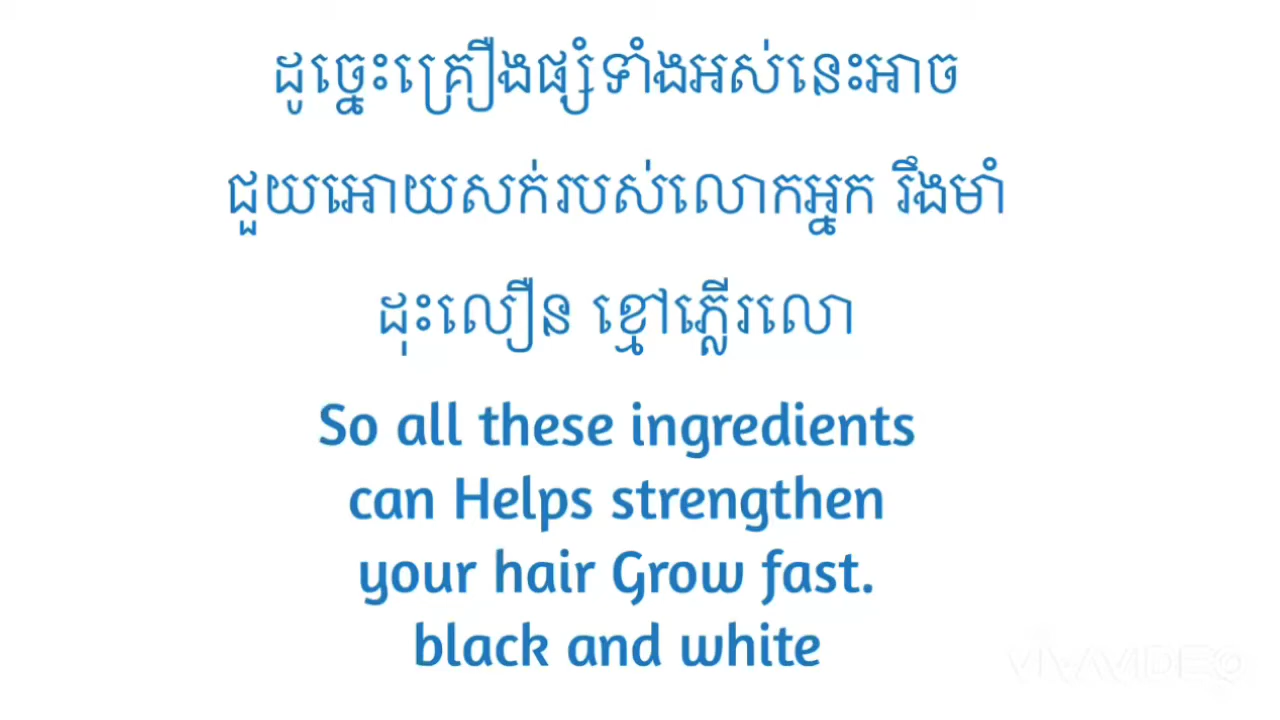 ដូច្នេះគ្រឿងផ្សំទាំងអស់នេះអាច
ជួយអោយសក់របស់លោកអ្នក រឹងមាំ
ដុះលឿន ខ្មៅភ្លើរលោ
So all these ingredients
can Helps strengthen
your hair Grow fast.
black and white
VIVAVIDEO